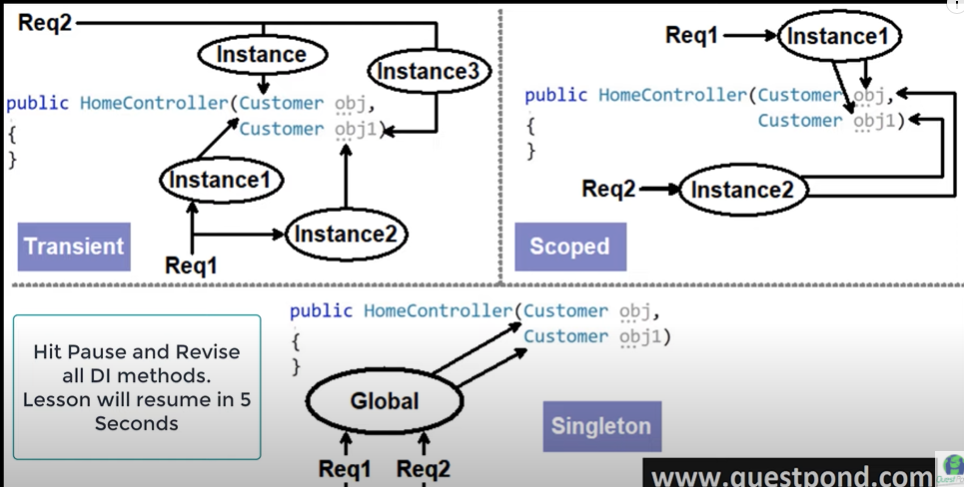 Req2
Instance
Instance3
public HomeController(Customer obj,
{
Customer obj1)
}
Instance1
Instance2
Transient
Req1
Req1
Instance1
public HomeController(Customer obj,
{
Customer obj1)
}
Req2
Instance2
Scoped
public HomeController(Customer obj,
{
Customer obj1)
}
Hit Pause and Revise
all DI methods.
Lesson will resume in 5
Seconds
Global
Singleton
Req1 Req2
www.questpond.com